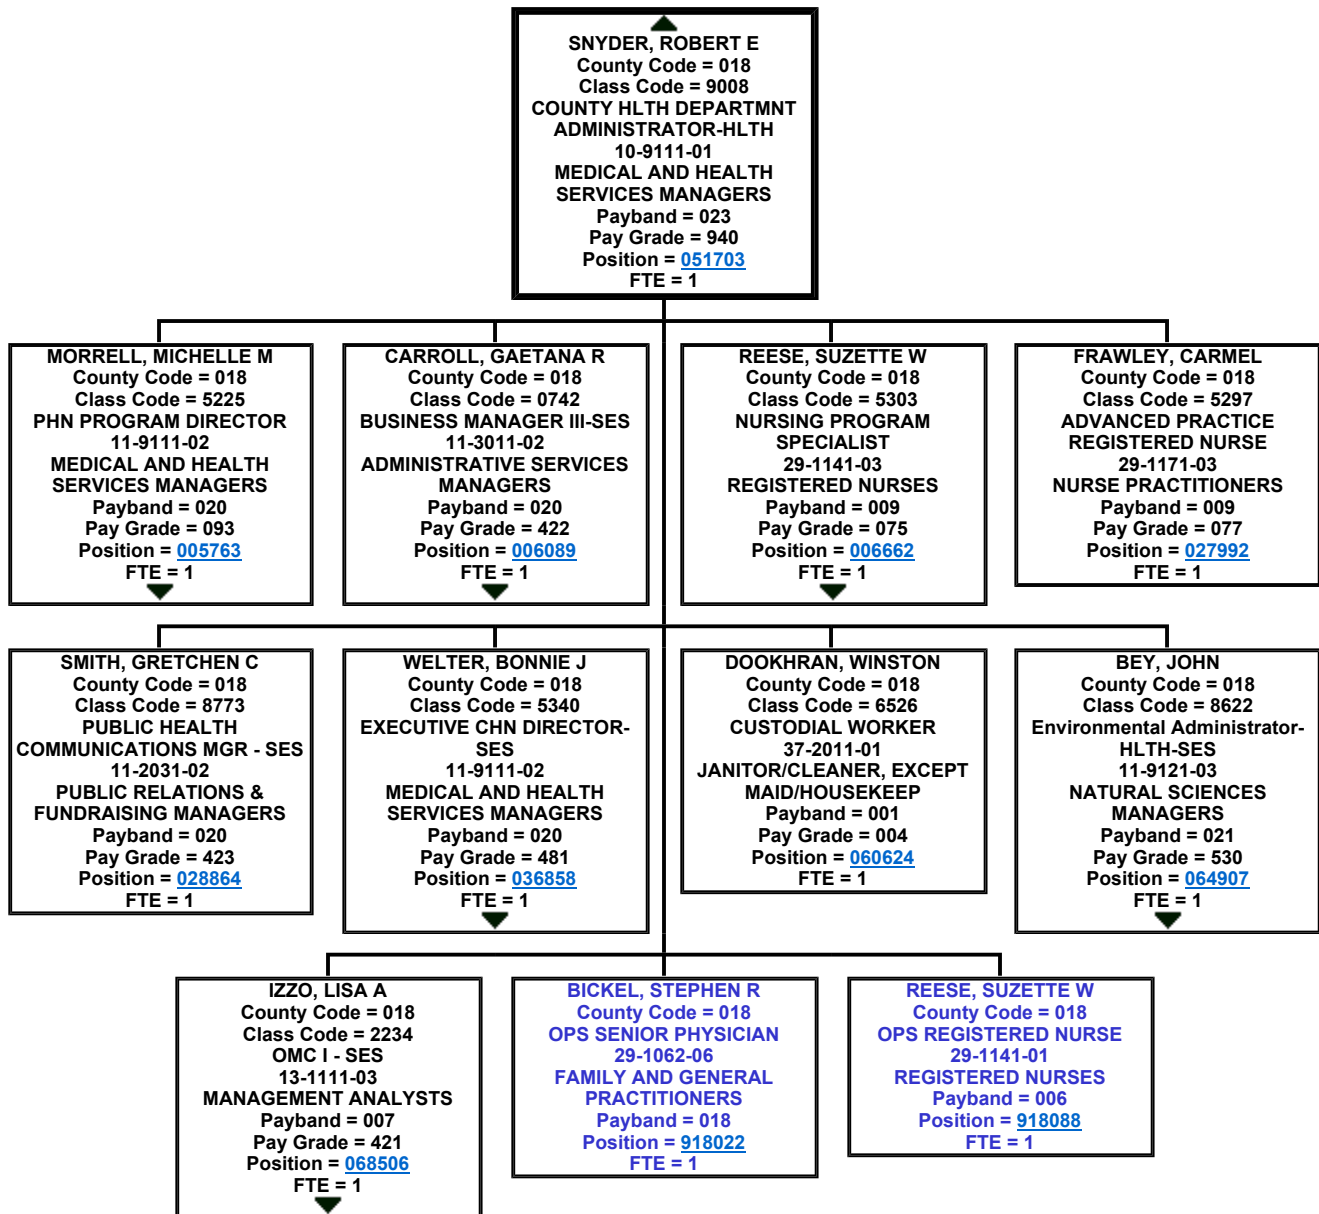 SNYDER, ROBERT E
County Code = 018
Class Code = 9008
COUNTY HLTH DEPARTMNT
ADMINISTRATOR-HLTH
10-9111-01
MEDICAL AND HEALTH
SERVICES MANAGERS
Payband = 023
Pay Grade = 940
Position = 051703
FTE = 1
MORRELL, MICHELLE M
County Code = 018
Class Code = 5225
PHN PROGRAM DIRECTOR
11-9111-02
MEDICAL AND HEALTH
SERVICES MANAGERS
Payband = 020
Pay Grade = 093
Position = 005763
FTE = 1
CARROLL, GAETANA R
County Code = 018
Class Code = 0742
BUSINESS MANAGER III-SES
11-3011-02
ADMINISTRATIVE SERVICES
MANAGERS
Payband = 020
Pay Grade = 422
Position = 006089
FTE = 1
REESE, SUZETTE W
County Code = 018
Class Code = 5303
NURSING PROGRAM
SPECIALIST
29-1141-03
REGISTERED NURSES
Payband = 009
Pay Grade = 075
Position = 006662
FTE = 1
FRAWLEY, CARMEL
County Code = 018
Class Code = 5297
ADVANCED PRACTICE
REGISTERED NURSE
29-1171-03
NURSE PRACTITIONERS
Payband = 009
Pay Grade = 077
Position = 027992
FTE = 1
SMITH, GRETCHEN C
County Code = 018
Class Code = 8773
PUBLIC HEALTH
COMMUNICATIONS MGR - SES
11-2031-02
PUBLIC RELATIONS &
FUNDRAISING MANAGERS
Payband = 020
Pay Grade = 423
Position = 028864
FTE = 1
WELTER, BONNIE J
County Code = 018
Class Code = 5340
EXECUTIVE CHN DIRECTOR-
SES
11-9111-02
MEDICAL AND HEALTH
SERVICES MANAGERS
Payband = 020
Pay Grade = 481
Position = 036858
FTE = 1
DOOKHRAN, WINSTON
County Code = 018
Class Code = 6526
CUSTODIAL WORKER
37-2011-01
JANITOR/CLEANER, EXCEPT
MAID/HOUSEKEEP
Payband = 001
Pay Grade = 004
Position = 060624
FTE = 1
BEY, JOHN
County Code = 018
Class Code = 8622
Environmental Administrator-
HLTH-SES
11-9121-03
NATURAL SCIENCES
MANAGERS
Payband = 021
Pay Grade = 530
Position = 064907
FTE = 1
IZZO, LISA A
County Code = 018
Class Code = 2234
OMC I - SES
13-1111-03
MANAGEMENT ANALYSTS
Payband = 007
Pay Grade = 421
Position = 068506
FTE = 1
BICKEL, STEPHEN R
County Code = 018
OPS SENIOR PHYSICIAN
29-1062-06
FAMILY AND GENERAL
PRACTITIONERS
Payband = 018
Position = 918022
FTE = 1
REESE, SUZETTE W
County Code = 018
OPS REGISTERED NURSE
29-1141-01
REGISTERED NURSES
Payband = 006
Position = 918088
FTE = 1